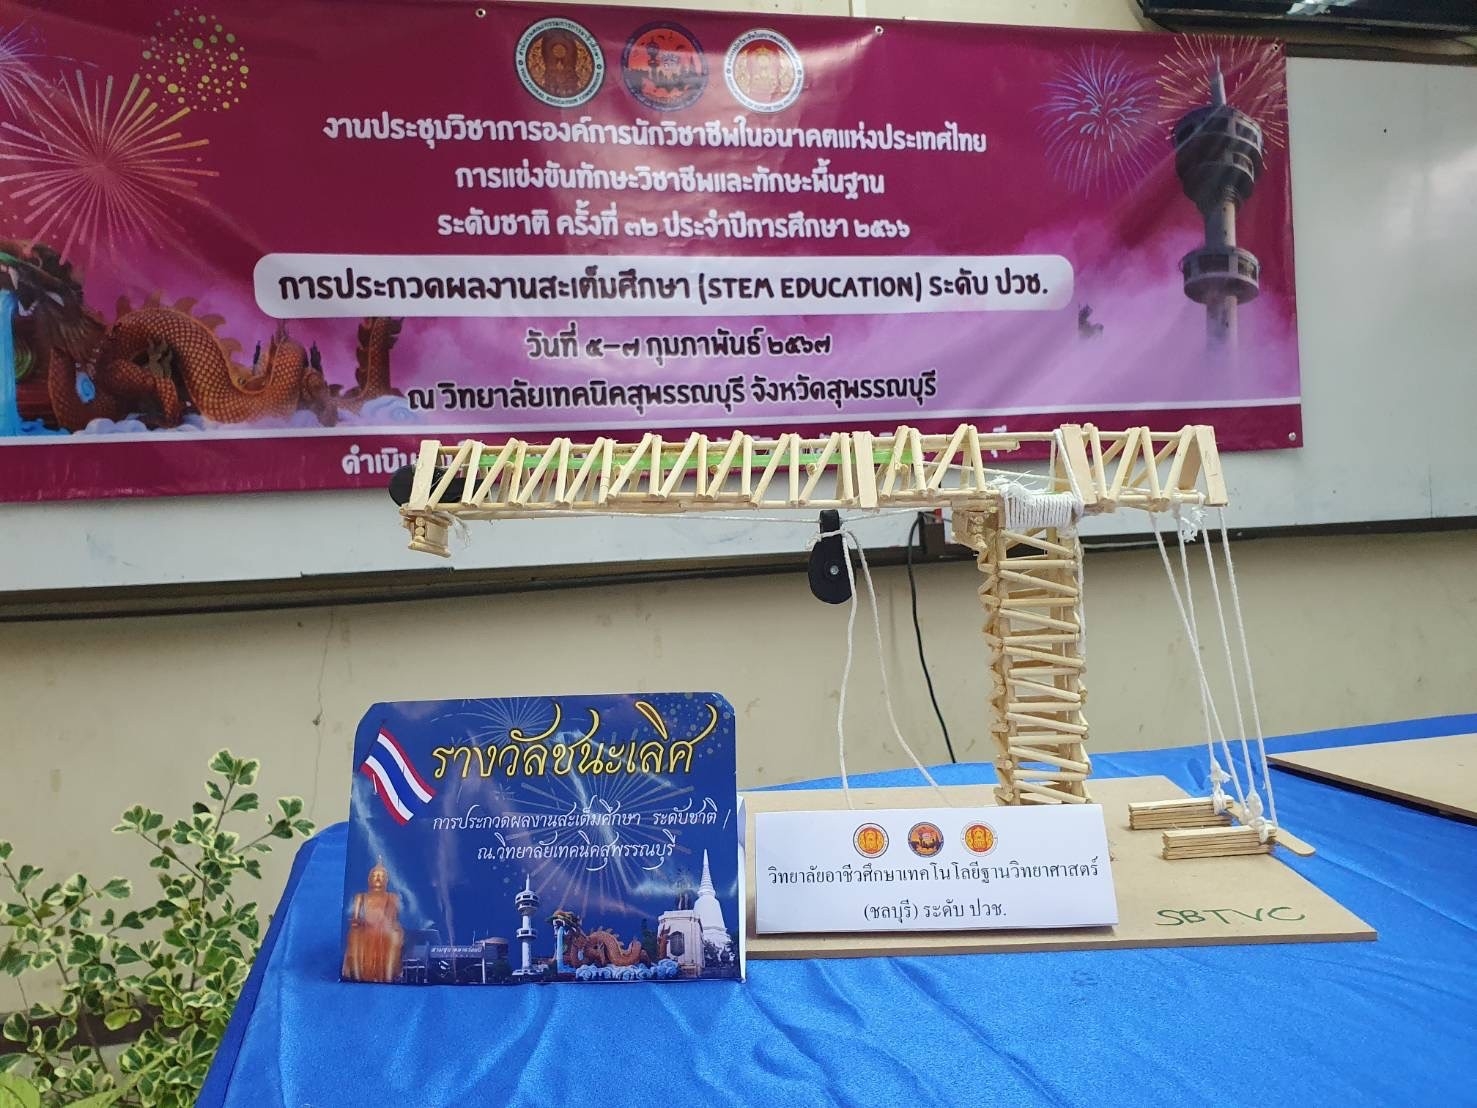 งานประชุมวิชาการองค์การนักวิชาชีพในอนาคตแห่งประเทศไทย
การแข่งขันทักษะวิชาชีพและทักษะพื้นฐาน
ระดับชาติ ครั้งที่ ๓๒ ประจำปีการศึกษา ๒๕๖๖
การประกวดผลงานสะเต็มศึกษา (STEM EDUCATION) ระดับ ปวช.
วันที่ ๕-๗ กุมภาพันธ์ ๒๕๖๗
ณ วิทยาลัยเทคนิคสุพรรณบุรี จังหวัดสุพรรณบุรี
รางวัลชนะเลิศ
การประกวดผลงานสะเต็มศึกษา ระดับชาติ
ณ.วิทยาลัยเทคนิคสุพรรณบุรี
วิทยาลัยอาชีวศึกษาเทคโนโลยีฐานวิทยาศาสตร์
(ชลบุรี) ระดับ ปวช.
SBTVC